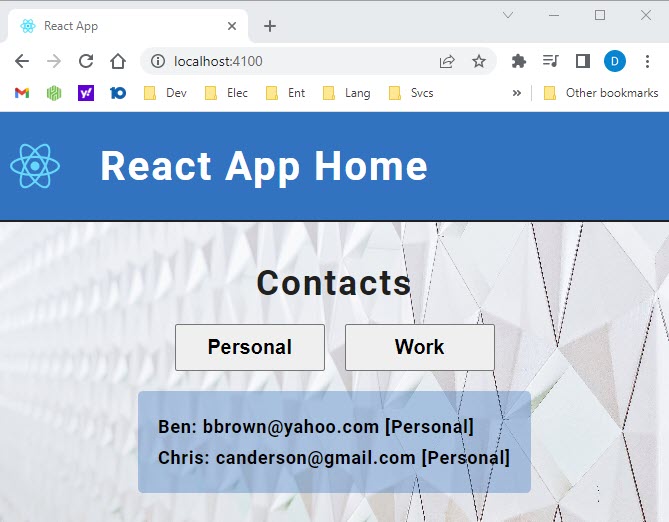 React App
localhost:4100
Dev Elec Ent Lang Svcs » Other bookmarks
React App Home
Contacts
Personal Work
Ben: bbrown@yahoo.com [Personal]
Chris: canderson@gmail.com [Personal]